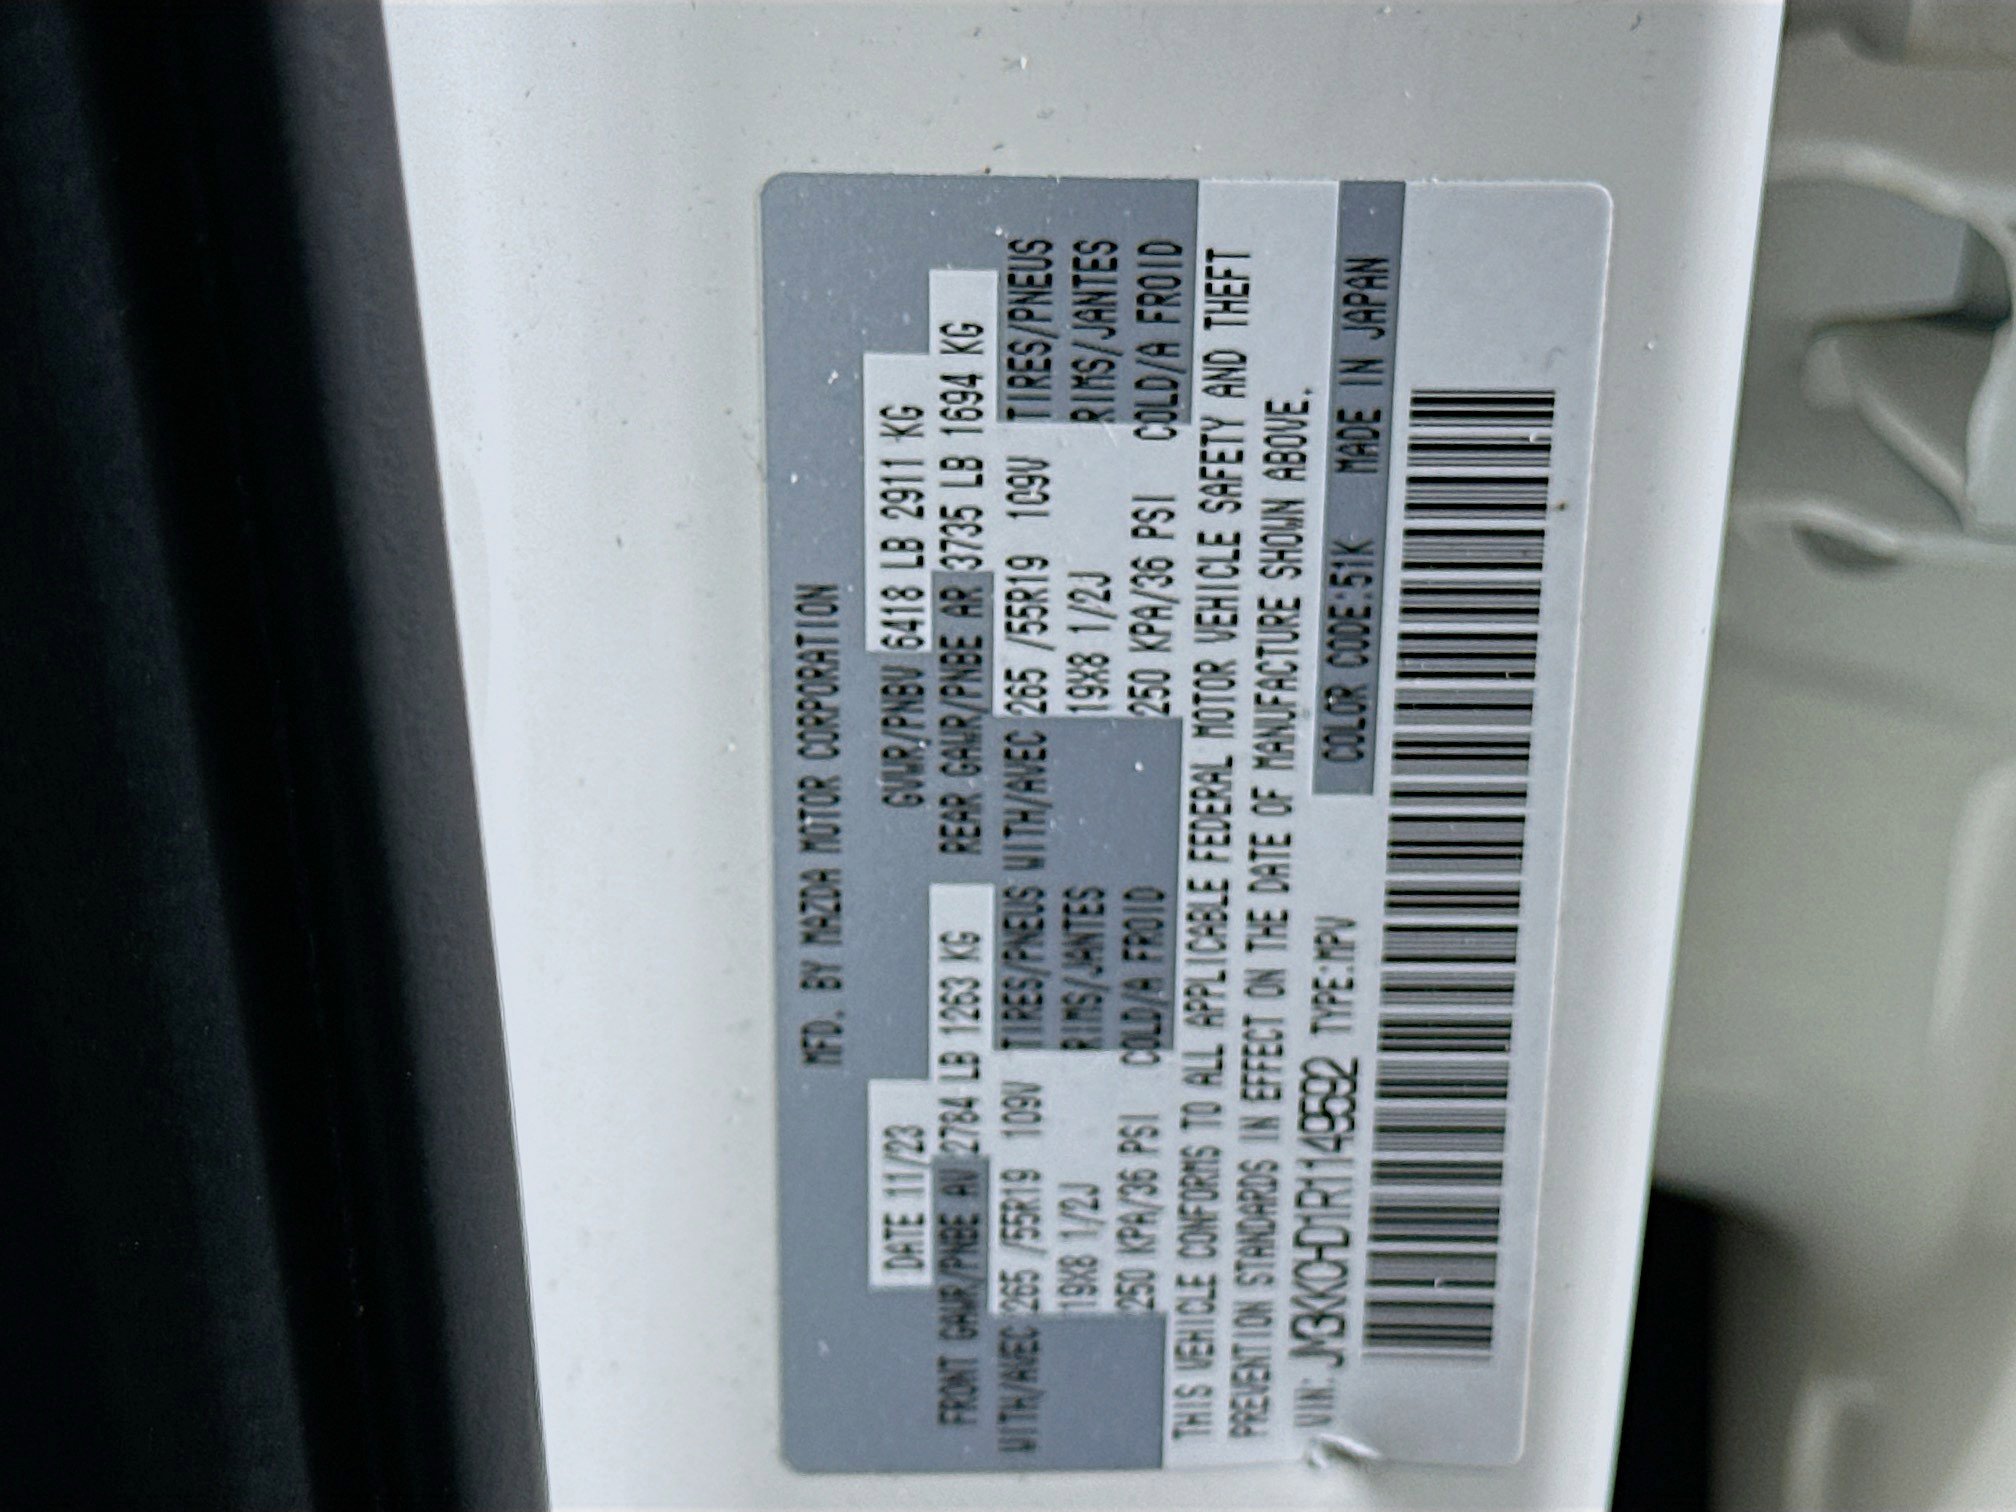 MFD. BY MAZDA MOTOR CORPORATION
DATE 11/23 GVWR/PNBV 6418 LB 2911 KG
FRONT GAWR/PNBE AV 2784 LB 1263 KG REAR GAWR/PNBE AR 3735 LB 1694 KG
WITH/AVEC 265 /55R19 109V TIRES/PNEUS WITH/AVEC 265 /55R19 109V TIRES/PNEUS
19X8 1/2J RIMS/JANTES 19X8 1/2J RIMS/JANTES
250 KPA/36 PSI COLD/A FROID 250 KPA/36 PSI COLD/A FROID
THIS VEHICLE CONFORMS TO ALL APPLICABLE FEDERAL MOTOR VEHICLE SAFETY AND THEFT
PREVENTION STANDARDS IN EFFECT ON THE DATE OF MANUFACTURE SHOWN ABOVE.
VIN: JM3KKCHD1R1149592 TYPE:MPV COLOR CODE:51K MADE IN JAPAN